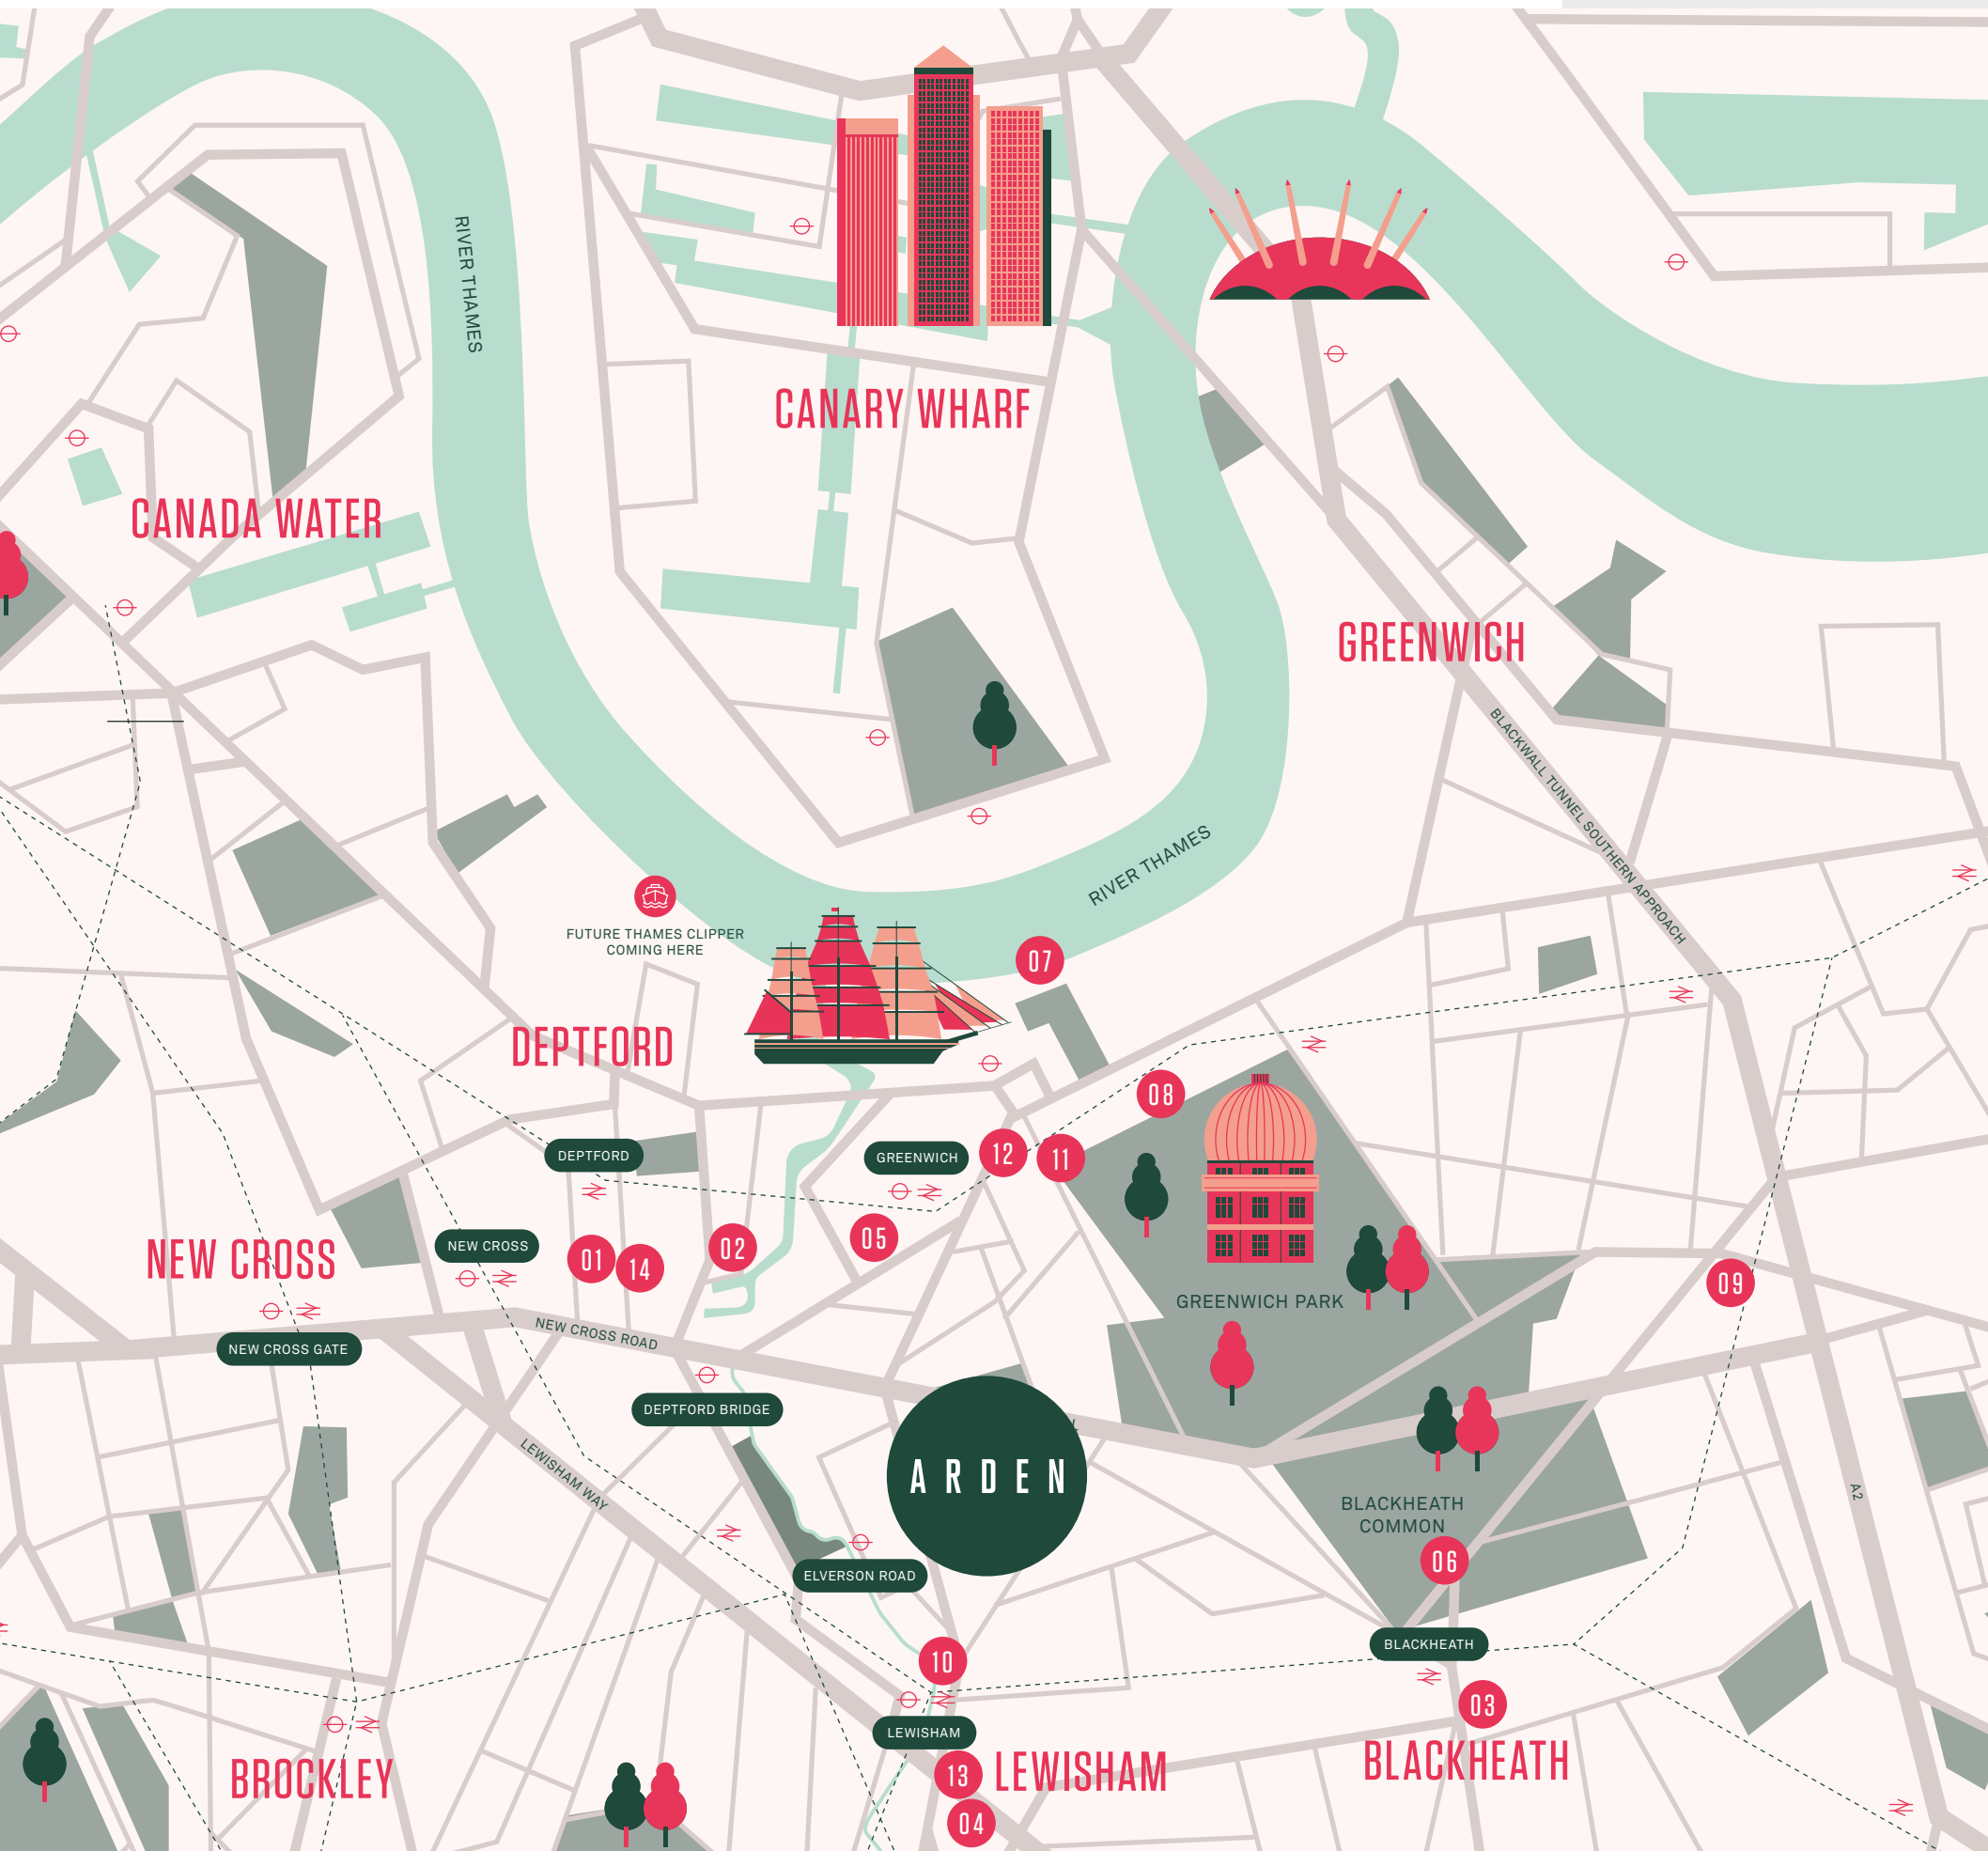 RIVER THAMES
CANARY WHARF
CANADA WATER
GREENWICH
BLACKWALL TUNNEL SOUTHERN APPROACH
RIVER THAMES
FUTURE THAMES CLIPPER
COMING HERE
07
DEPTFORD
08
DEPTFORD
GREENWICH
12
11
NEW CROSS
NEW CROSS
01
14
02
05
09
GREENWICH PARK
NEW CROSS ROAD
NEW CROSS GATE
DEPTFORD BRIDGE
LEWISHAM WAY
ARDEN
A2
BLACKHEATH
COMMON
06
ELVERSON ROAD
BLACKHEATH
10
03
LEWISHAM
BROCKLEY
13
LEWISHAM
BLACKHEATH
04